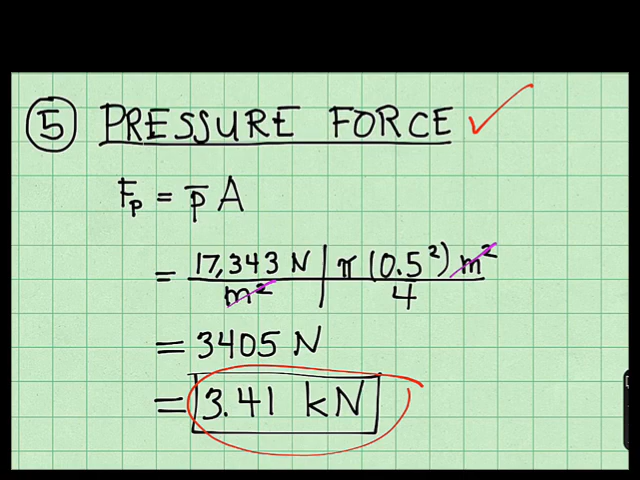 5 PRESSURE FORCE ✓
Fp = p̅ A
= 17,343 N / m² | π (0.5²) m² / 4
= 3405 N
= 3.41 kN